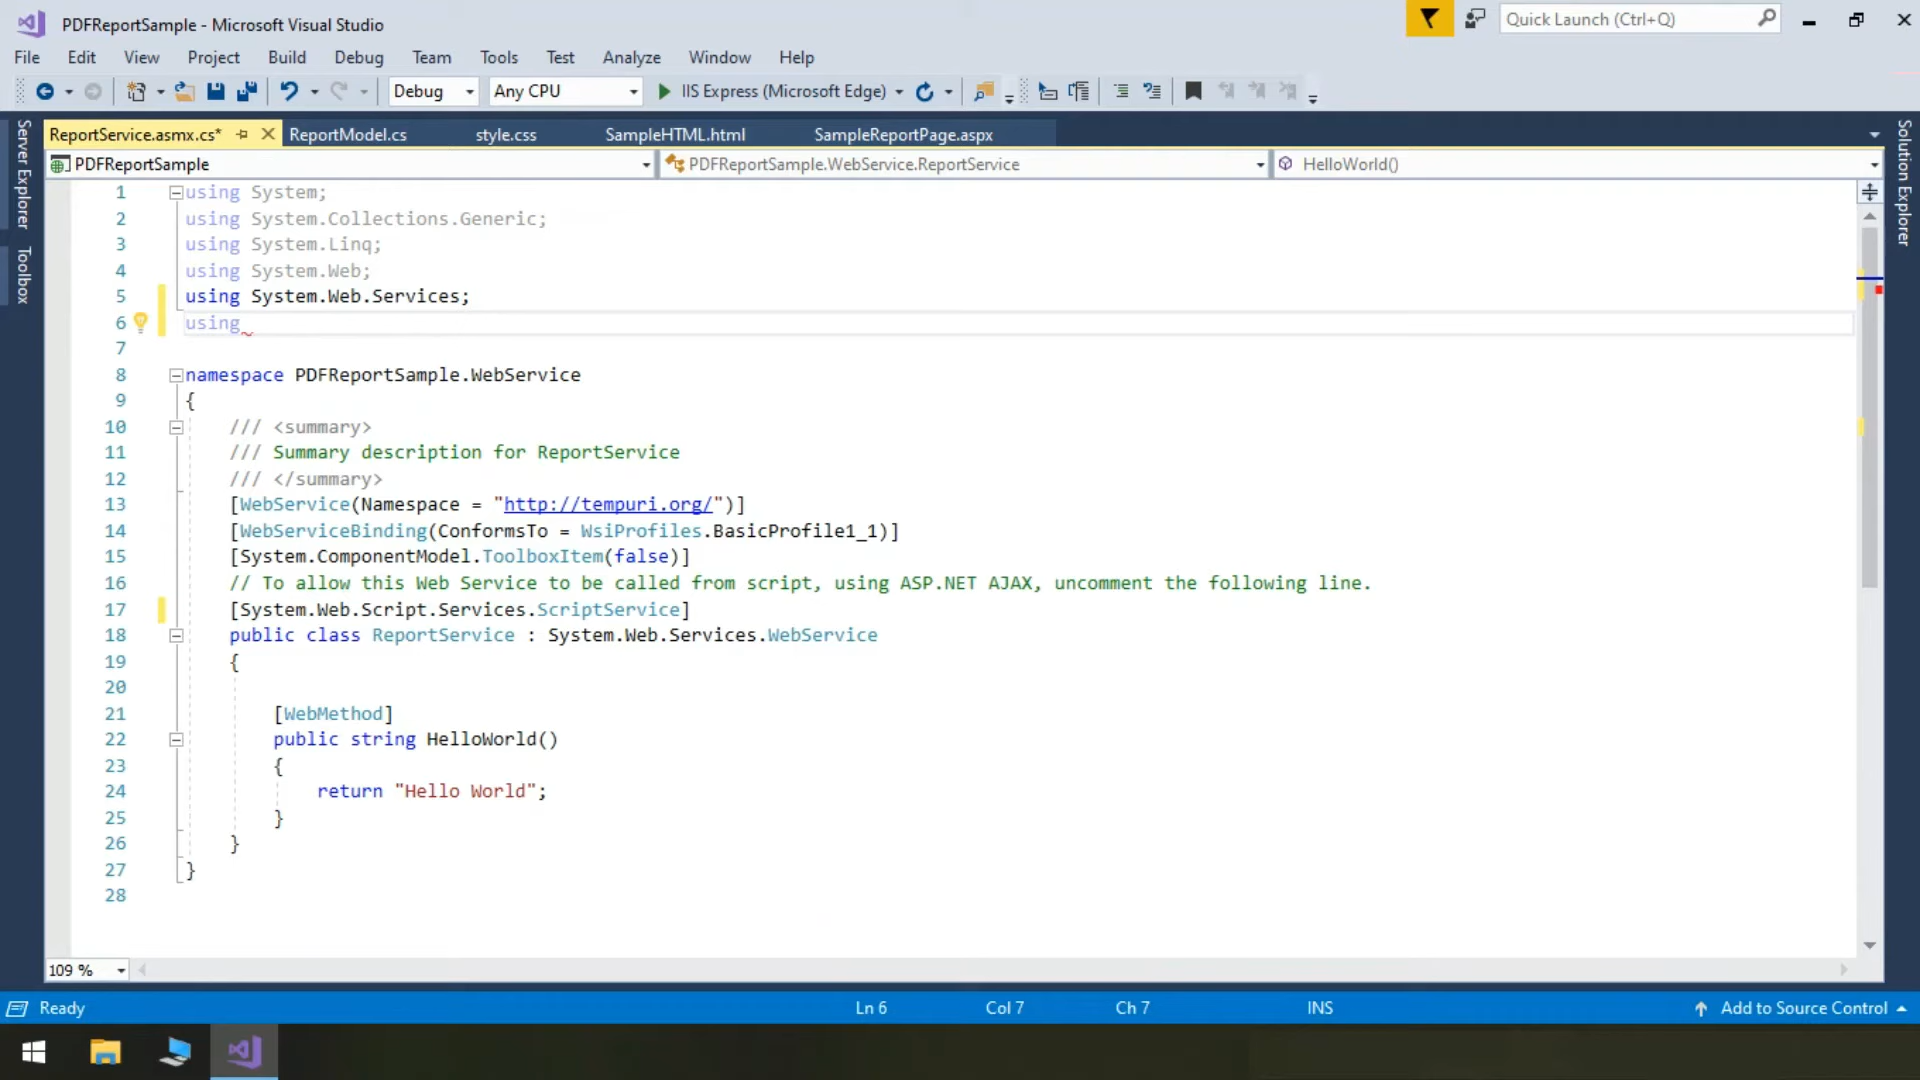 PDFReportSample - Microsoft Visual Studio
Quick Launch (Ctrl+Q)
File Edit View Project Build Debug Team Tools Test Analyze Window Help
Debug Any CPU IIS Express (Microsoft Edge)
Server Explorer
Toolbox
Solution Explorer
ReportService.asmx.cs* ReportModel.cs style.css SampleHTML.html SampleReportPage.aspx
PDFReportSample PDFReportSample.WebService.ReportService HelloWorld()
1 using System;
2 using System.Collections.Generic;
3 using System.Linq;
4 using System.Web;
5 using System.Web.Services;
6 using
7
8 namespace PDFReportSample.WebService
9 {
10 /// <summary>
11 /// Summary description for ReportService
12 /// </summary>
13 [WebService(Namespace = "http://tempuri.org/")]
14 [WebServiceBinding(ConformsTo = WsiProfiles.BasicProfile1_1)]
15 [System.ComponentModel.ToolboxItem(false)]
16 // To allow this Web Service to be called from script, using ASP.NET AJAX, uncomment the following line.
17 [System.Web.Script.Services.ScriptService]
18 public class ReportService : System.Web.Services.WebService
19 {
20
21 [WebMethod]
22 public string HelloWorld()
23 {
24 return "Hello World";
25 }
26 }
27 }
28
109 %
Ready Ln 6 Col 7 Ch 7 INS Add to Source Control